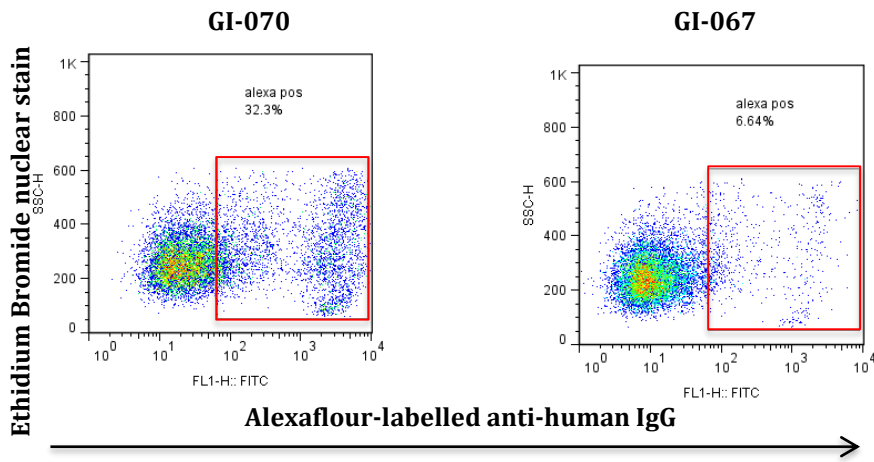 GI-070
GI-067
Ethidium Bromide nuclear stain
SSC-H
1K
800
600
400
200
0
alexa pos
32.3%
10^0 10^1 10^2 10^3 10^4
FL1-H:: FITC
SSC-H
1K
800
600
400
200
0
alexa pos
6.64%
10^0 10^1 10^2 10^3 10^4
FL1-H:: FITC
Alexaflour-labelled anti-human IgG